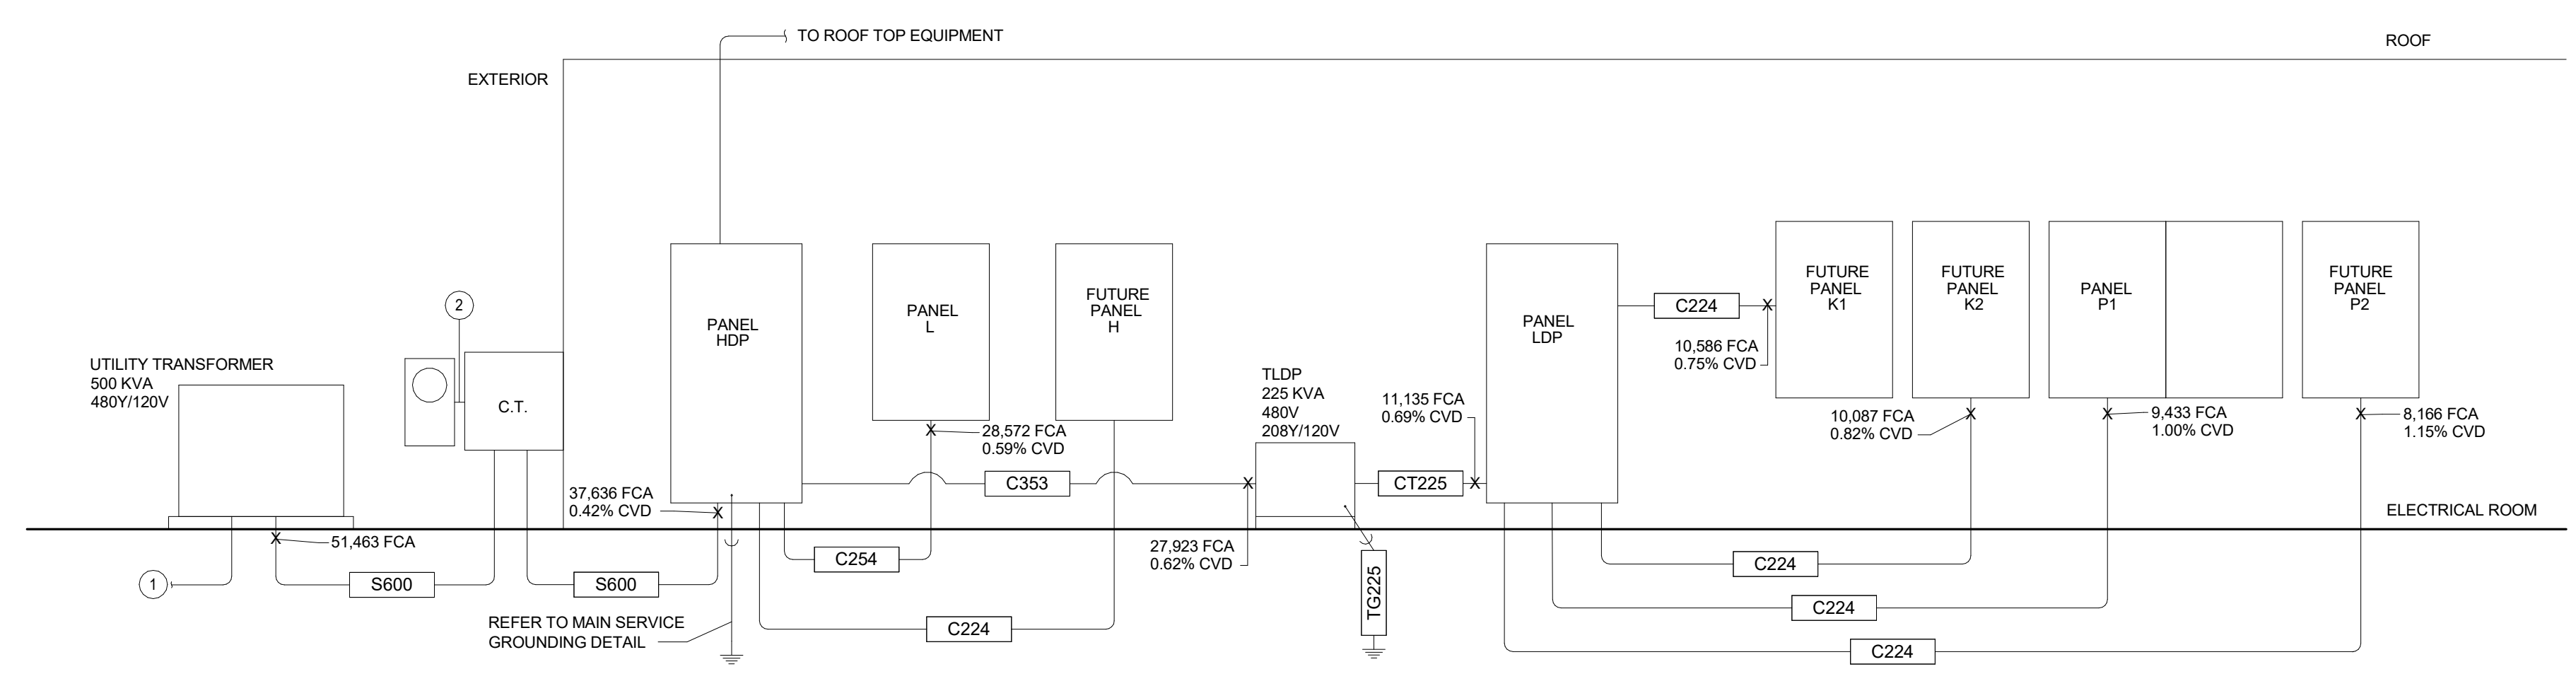 TO ROOF TOP EQUIPMENT
ROOF
EXTERIOR
UTILITY TRANSFORMER
500 KVA
480Y/120V
2
C.T.
PANEL
HDP
PANEL
L
FUTURE
PANEL
H
TLDP
225 KVA
480V
208Y/120V
PANEL
LDP
C224
10,586 FCA
0.75% CVD
FUTURE
PANEL
K1
FUTURE
PANEL
K2
PANEL
P1
FUTURE
PANEL
P2
11,135 FCA
0.69% CVD
10,087 FCA
0.82% CVD
9,433 FCA
1.00% CVD
8,166 FCA
1.15% CVD
28,572 FCA
0.59% CVD
C353
CT225
37,636 FCA
0.42% CVD
ELECTRICAL ROOM
51,463 FCA
27,923 FCA
0.62% CVD
C254
C224
1
S600
S600
TG225
C224
REFER TO MAIN SERVICE
GROUNDING DETAIL
C224
C224